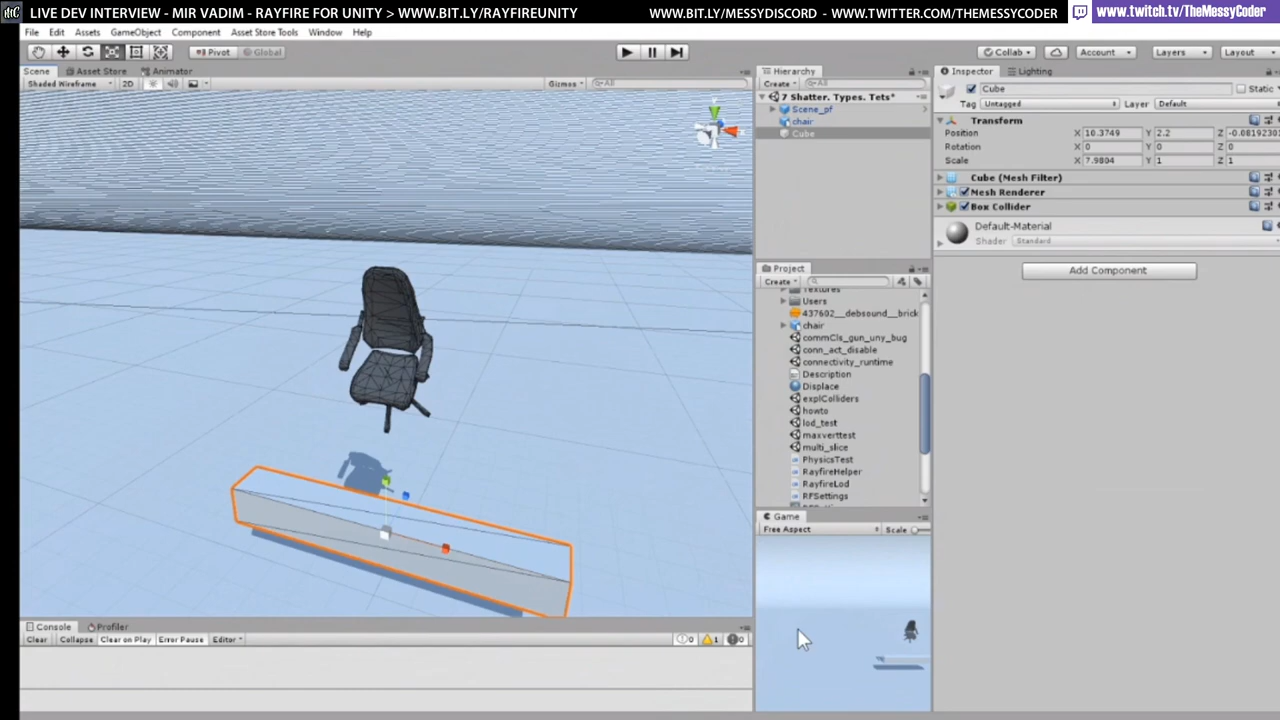 LIVE DEV INTERVIEW - MIR VADIM - RAYFIRE FOR UNITY > WWW.BIT.LY/RAYFIREUNITY
WWW.BIT.LY/MESSYDISCORD - WWW.TWITTER.COM/THEMESSYCODER
www.twitch.tv/TheMessyCoder
File Edit Assets GameObject Component Asset Store Tools Window Help
Pivot Global
Collab Account Layers Layout
Scene Asset Store Animator
Shaded Wireframe 2D Gizmos All
Hierarchy
Create All
7 Shatter. Types. Tets*
Scene_pf
chair
Cube
Project
Create
Textures
Users
437602__debsound__brick
chair
commCls_gun_uny_bug
conn_act_disable
connectivity_runtime
Description
Displace
explColliders
howto
lod_test
maxverttest
multi_slice
PhysicsTest
RayfireHelper
RayfireLod
RFSettings
Game
Free Aspect Scale
Inspector Lighting
Cube Static
Tag Untagged Layer Default
Transform
Position X 10.3749 Y 2.2 Z -0.0819230
Rotation X 0 Y 0 Z 0
Scale X 7.9804 Y 1 Z 1
Cube (Mesh Filter)
Mesh Renderer
Box Collider
Default-Material
Shader Standard
Add Component
Console Profiler
Clear Collapse Clear on Play Error Pause Editor 0 1 0